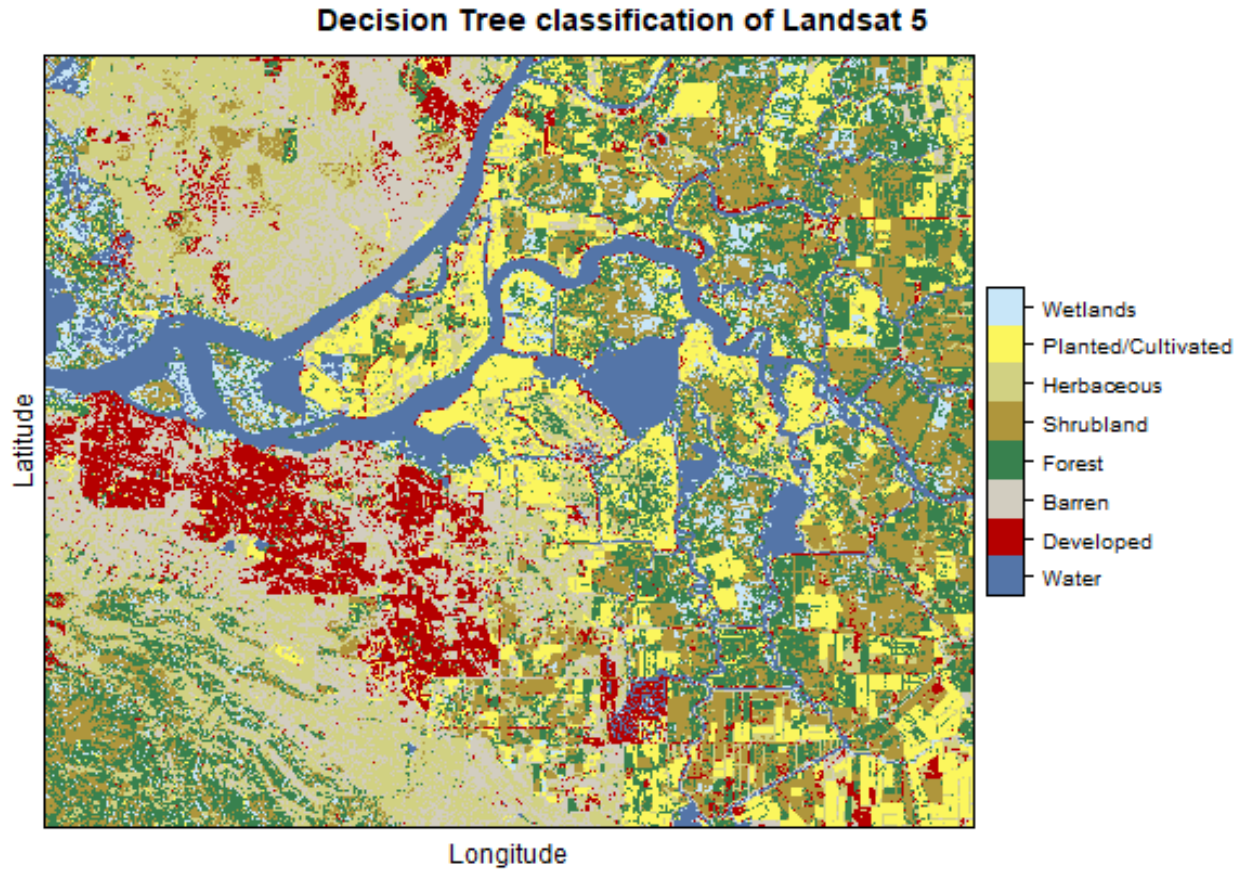 Decision Tree classification of Landsat 5
Latitude
Wetlands
Planted/Cultivated
Herbaceous
Shrubland
Forest
Barren
Developed
Water
Longitude